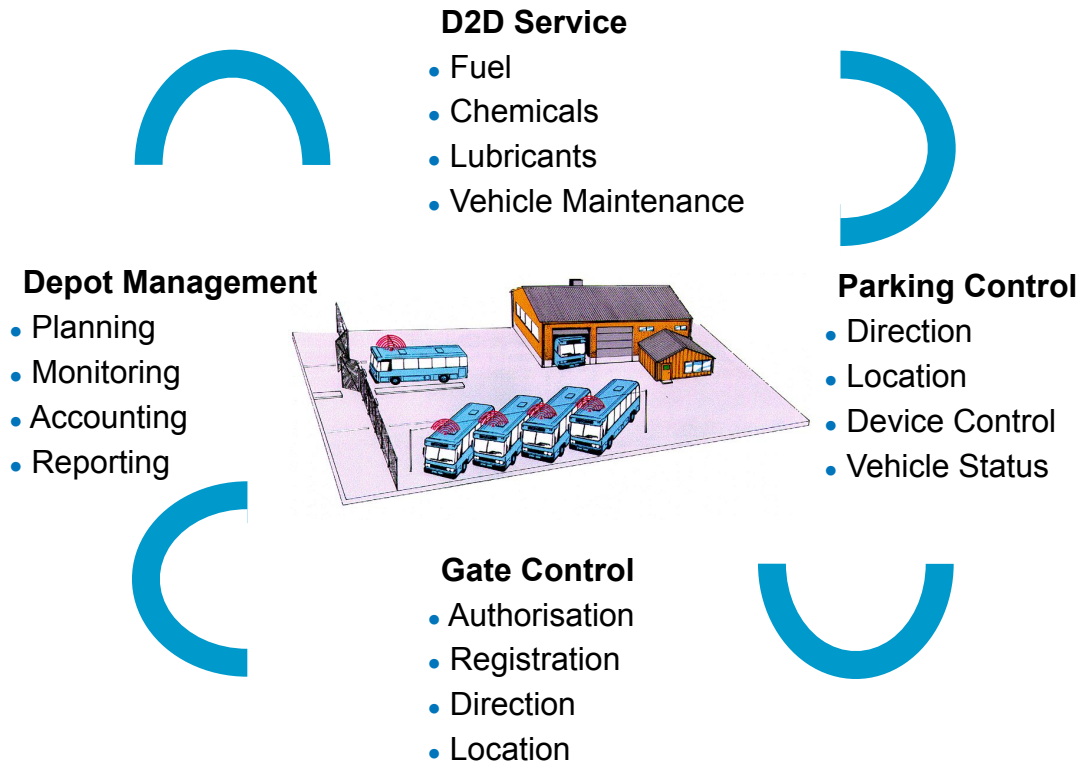 D2D Service
• Fuel
• Chemicals
• Lubricants
• Vehicle Maintenance
Depot Management
• Planning
• Monitoring
• Accounting
• Reporting
Parking Control
• Direction
• Location
• Device Control
• Vehicle Status
Gate Control
• Authorisation
• Registration
• Direction
• Location